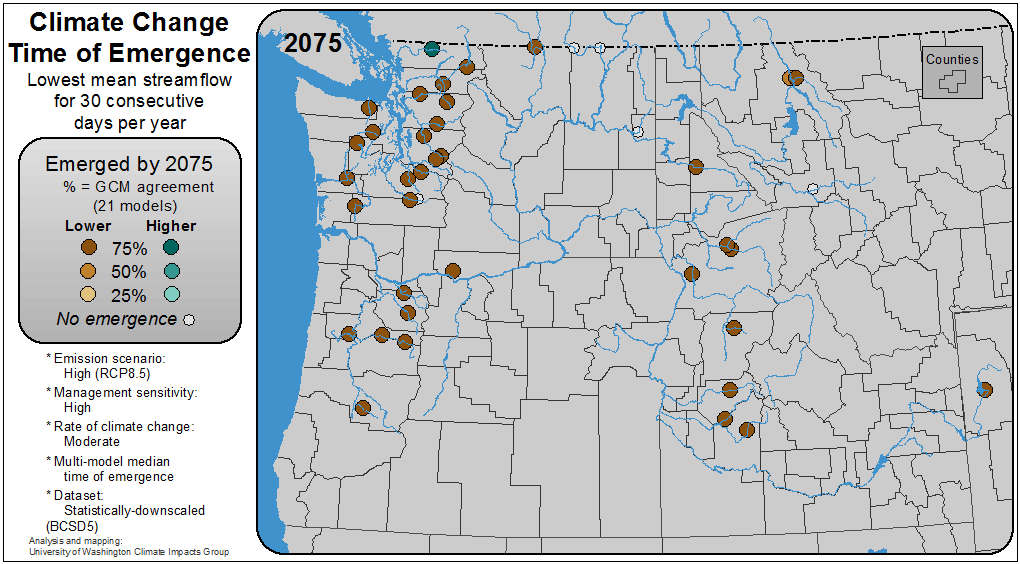 Climate Change
Time of Emergence
Lowest mean streamflow
for 30 consecutive
days per year
Emerged by 2075
% = GCM agreement
(21 models)
Lower Higher
75%
50%
25%
No emergence
* Emission scenario:
High (RCP8.5)
* Management sensitivity:
High
* Rate of climate change:
Moderate
* Multi-model median
time of emergence
* Dataset:
Statistically-downscaled
(BCSD5)
Analysis and mapping:
University of Washington Climate Impacts Group
2075
Counties